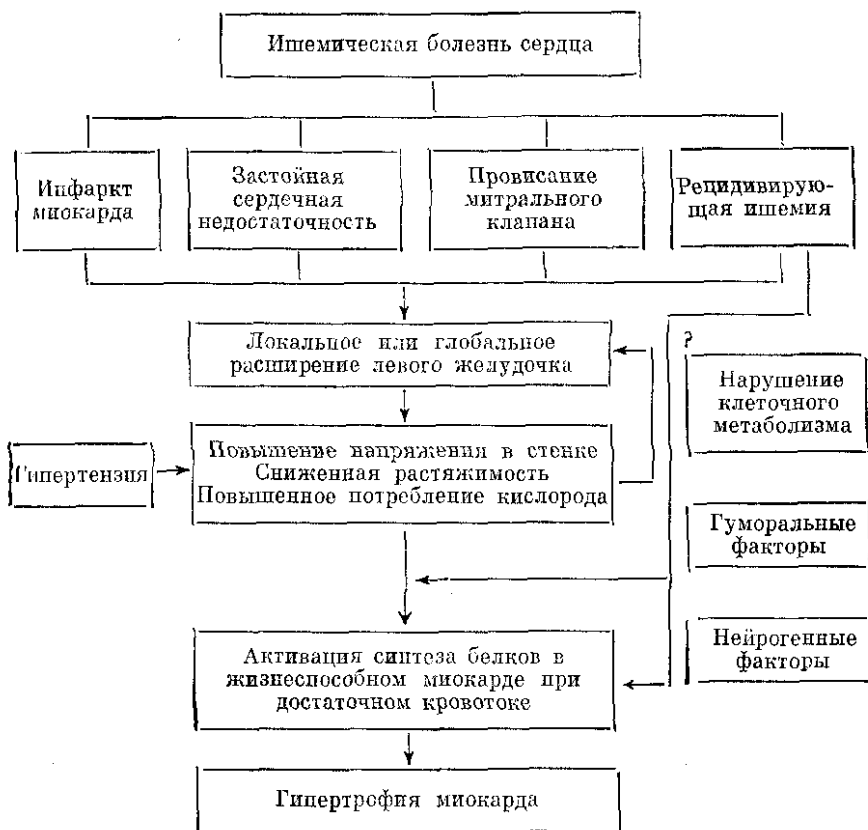 Ишемическая болезнь сердца
Инфаркт
миокарда
Застойная
сердечная
недостаточность
Провисание
митрального
клапана
Рецидивирую-
щая ишемия
Локальное или глобальное
расширение левого желудочка
?
Нарушение
клеточного
метаболизма
Гипертензия
Повышение напряжения в стенке
Сниженная растяжимость
Повышенное потребление кислорода
Гуморальные
факторы
Нейрогенные
факторы
Активация синтеза белков в
жизнеспособном миокарде при
достаточном кровотоке
Гипертрофия миокарда